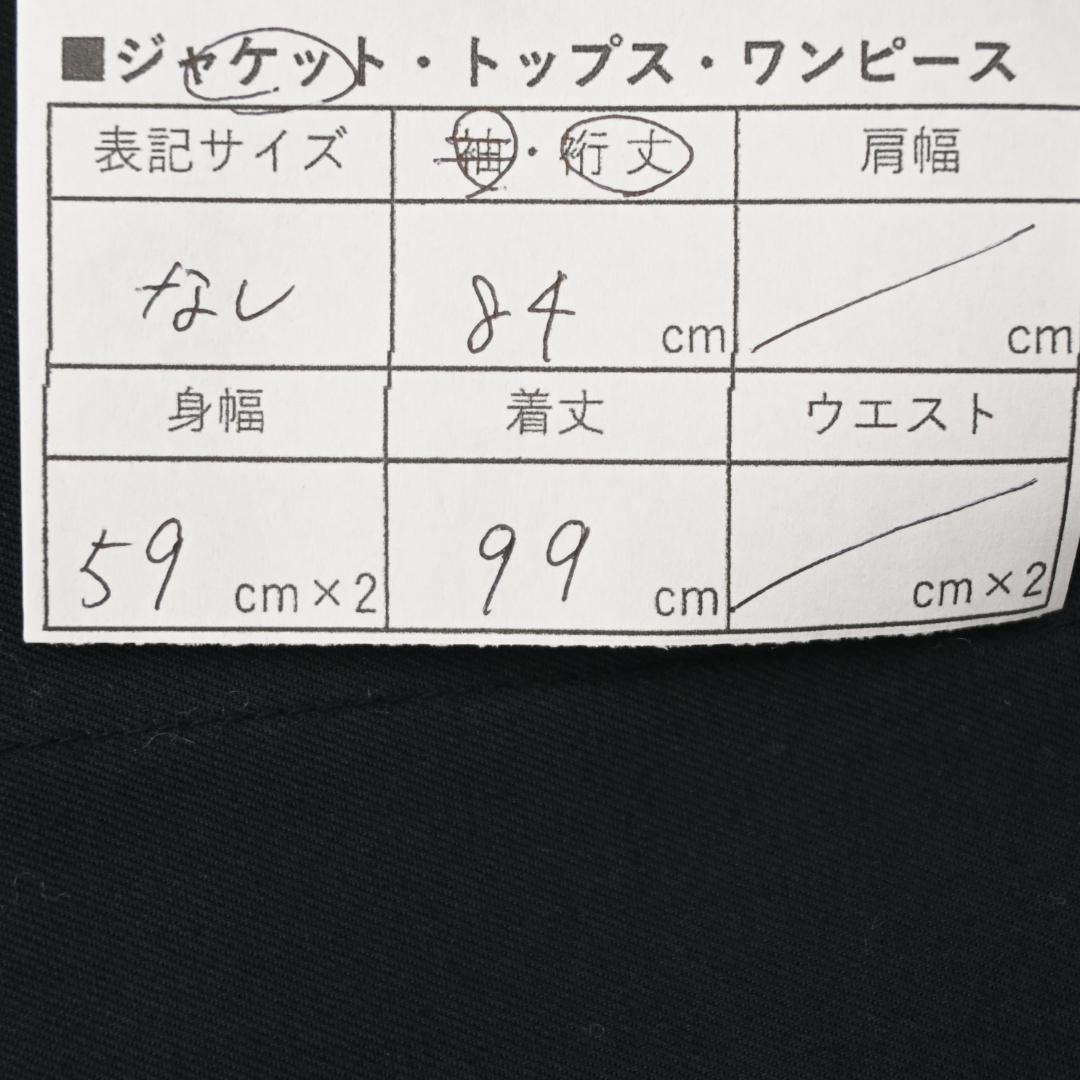 ■ジャケット・トップス・ワンピース
表記サイズ 袖・裄丈 肩幅
なし 84 cm cm
身幅 着丈 ウエスト
59 cm×2 99 cm cm×2